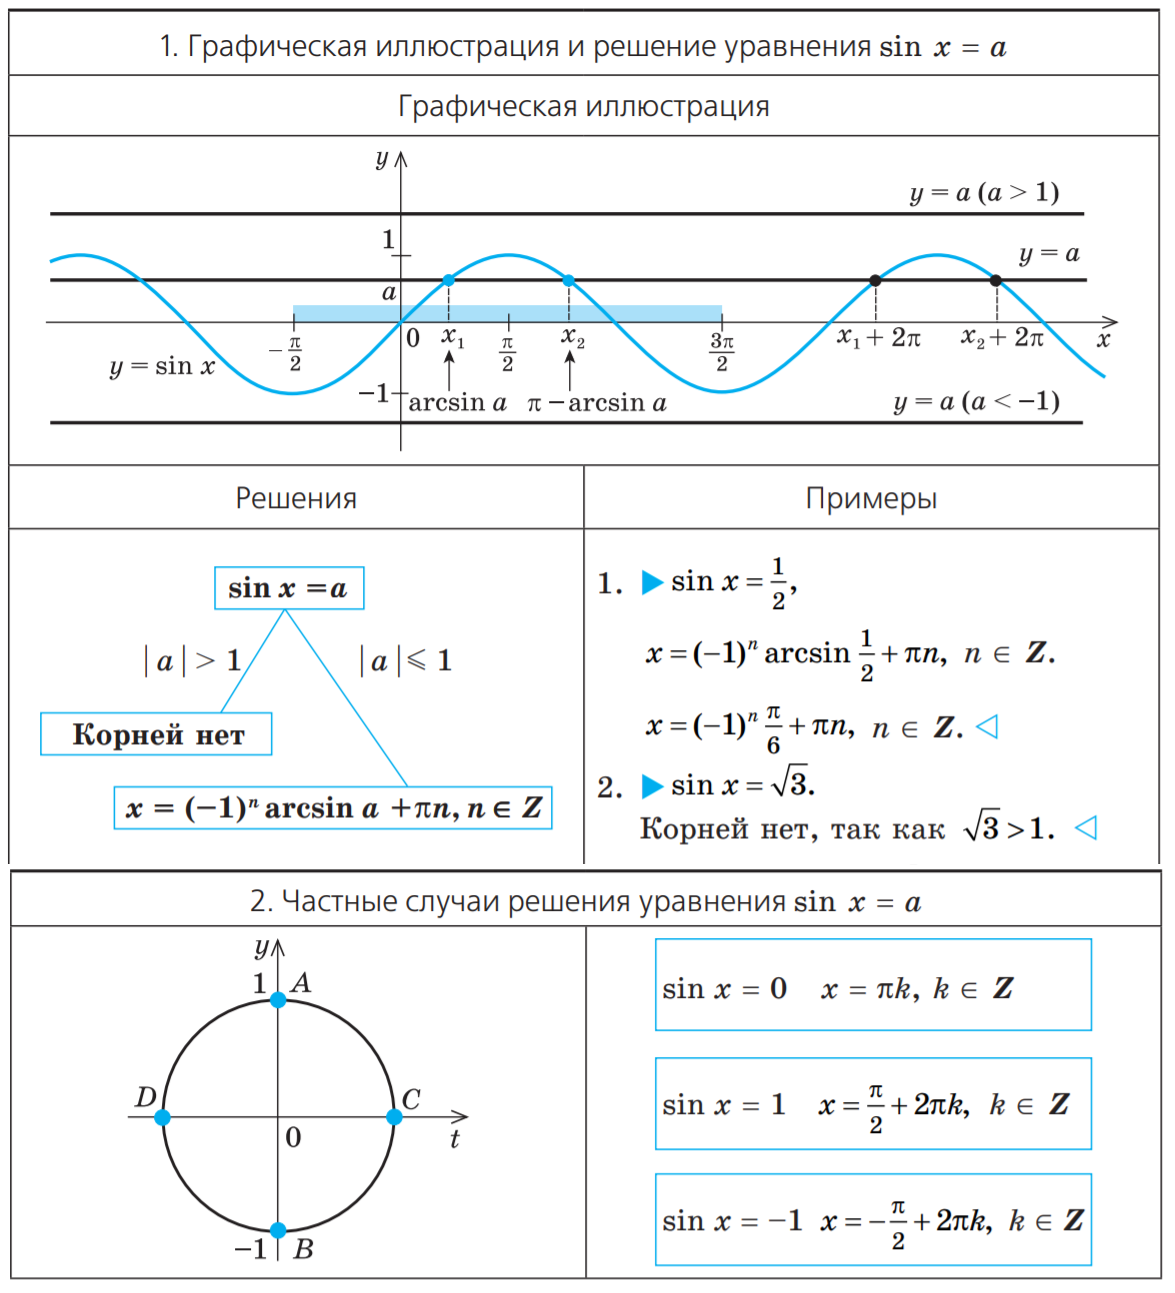 1. Графическая иллюстрация и решение уравнения sin x = a
Графическая иллюстрация
y
y = a (a > 1)
1
y = a
a
−π/2
0
x₁
π/2
x₂
3π/2
x₁ + 2π
x₂ + 2π
x
y = sin x
−1
arcsin a
π − arcsin a
y = a (a < −1)
Решения
Примеры
sin x = a
|a| > 1
|a| ⩽ 1
Корней нет
x = (−1)ⁿ arcsin a + πn, n ∈ Z
1. ▶ sin x = 1/2,
x = (−1)ⁿ arcsin 1/2 + πn, n ∈ Z.
x = (−1)ⁿ π/6 + πn, n ∈ Z. ◁
2. ▶ sin x = √3.
Корней нет, так как √3 > 1. ◁
2. Частные случаи решения уравнения sin x = a
y
1
A
D
C
0
t
−1
B
sin x = 0 x = πk, k ∈ Z
sin x = 1 x = π/2 + 2πk, k ∈ Z
sin x = −1 x = −π/2 + 2πk, k ∈ Z